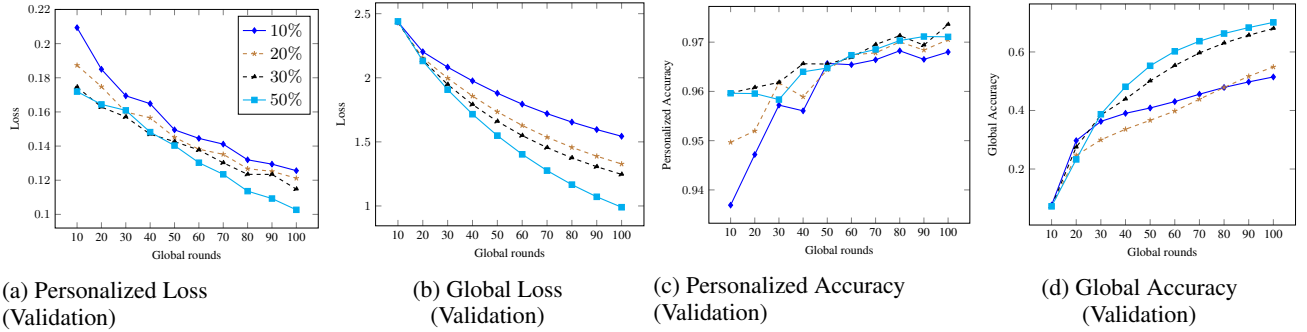 0.22
0.2
0.18
0.16
0.14
0.12
0.1
Loss
10 20 30 40 50 60 70 80 90 100
Global rounds
10%
20%
30%
50%
(a) Personalized Loss
(Validation)
2.5
2
1.5
1
Loss
10 20 30 40 50 60 70 80 90 100
Global rounds
(b) Global Loss
(Validation)
0.97
0.96
0.95
0.94
Personalized Accuracy
10 20 30 40 50 60 70 80 90 100
Global rounds
(c) Personalized Accuracy
(Validation)
0.6
0.4
0.2
Global Accuracy
10 20 30 40 50 60 70 80 90 100
Global rounds
(d) Global Accuracy
(Validation)